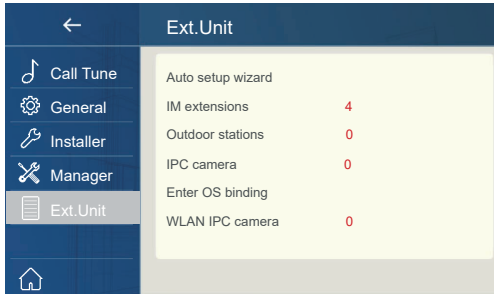 Ext.Unit
Call Tune
General
Installer
Manager
Ext.Unit
Auto setup wizard
IM extensions 4
Outdoor stations 0
IPC camera 0
Enter OS binding
WLAN IPC camera 0